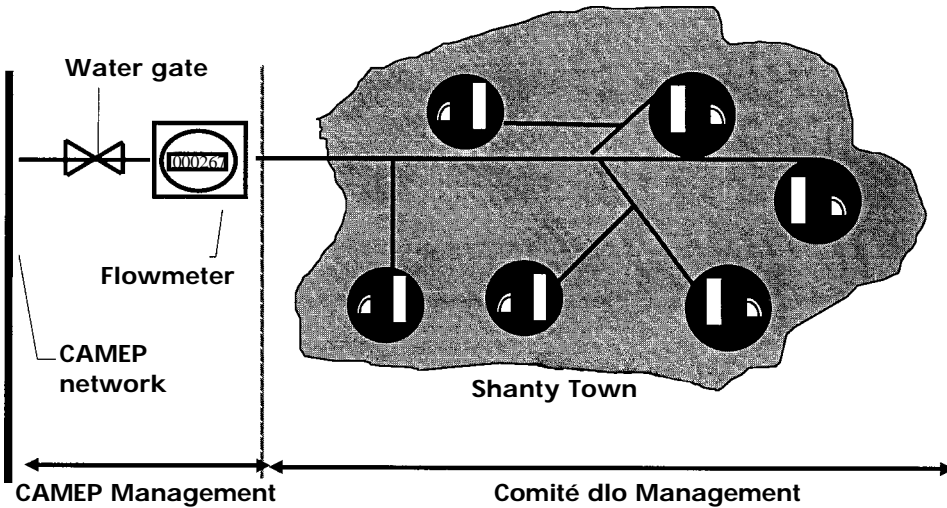 Water gate
000267
Flowmeter
CAMEP
network
Shanty Town
CAMEP Management
Comité dlo Management